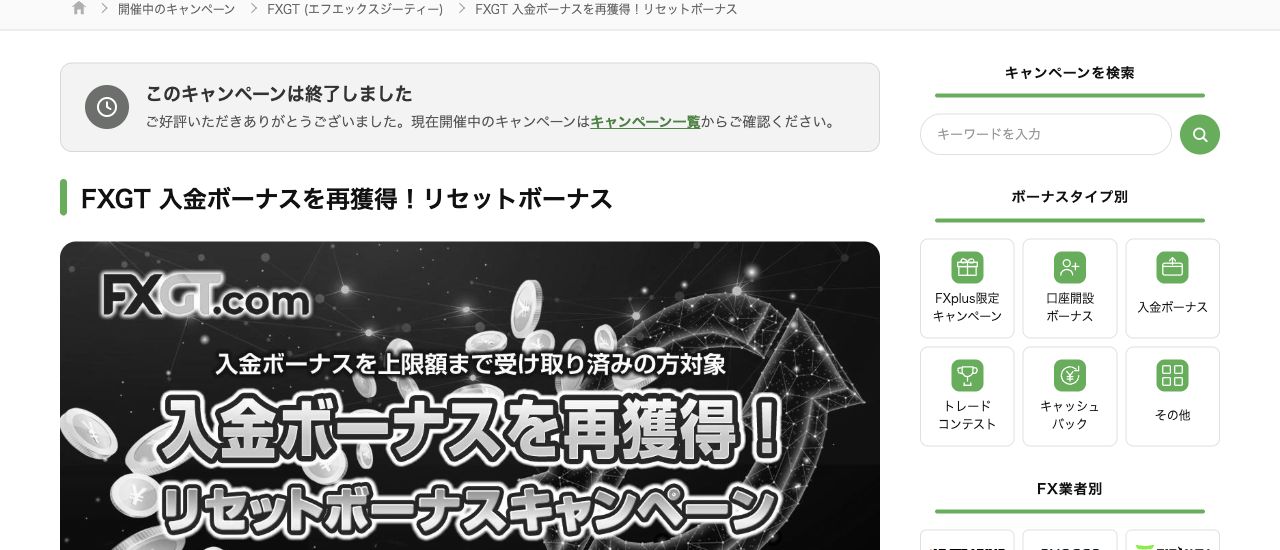 開催中のキャンペーン
FXGT (エフエックスジーティー)
FXGT 入金ボーナスを再獲得！リセットボーナス
このキャンペーンは終了しました
ご好評いただきありがとうございました。現在開催中のキャンペーンはキャンペーン一覧からご確認ください。
FXGT 入金ボーナスを再獲得！リセットボーナス
FXGT.com
入金ボーナスを上限額まで受け取り済みの方対象
入金ボーナスを再獲得！
リセットボーナスキャンペーン
キャンペーンを検索
キーワードを入力
ボーナスタイプ別
FXplus限定
キャンペーン
口座開設
ボーナス
入金ボーナス
トレード
コンテスト
キャッシュ
バック
その他
FX業者別